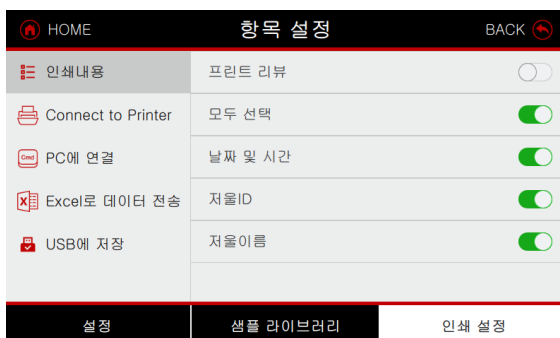 HOME
항목 설정
BACK
인쇄내용
프린트 리뷰
Connect to Printer
모두 선택
Cmd
PC에 연결
날짜 및 시간
X
Excel로 데이터 전송
저울ID
USB에 저장
저울이름
설정
샘플 라이브러리
인쇄 설정